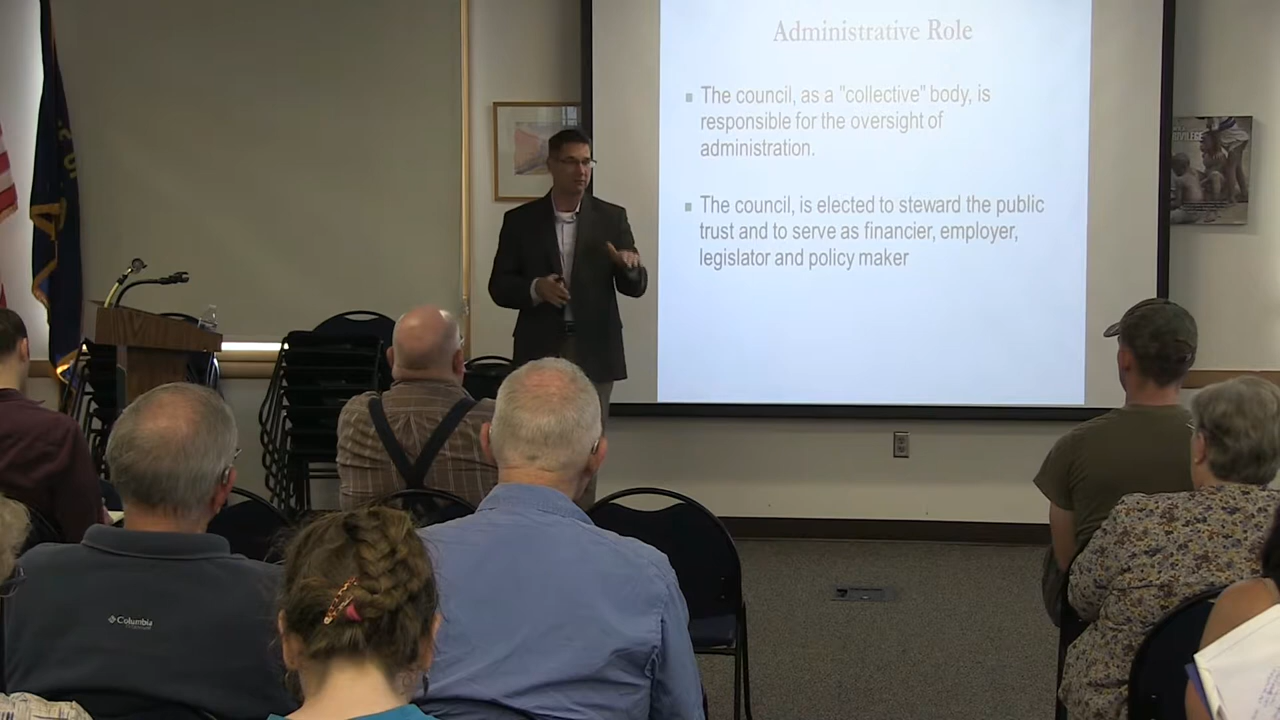 Administrative Role
▪ The council, as a "collective" body, is
responsible for the oversight of
administration.
▪ The council, is elected to steward the public
trust and to serve as financier, employer,
legislator and policy maker
PRIVILEGE
Columbia